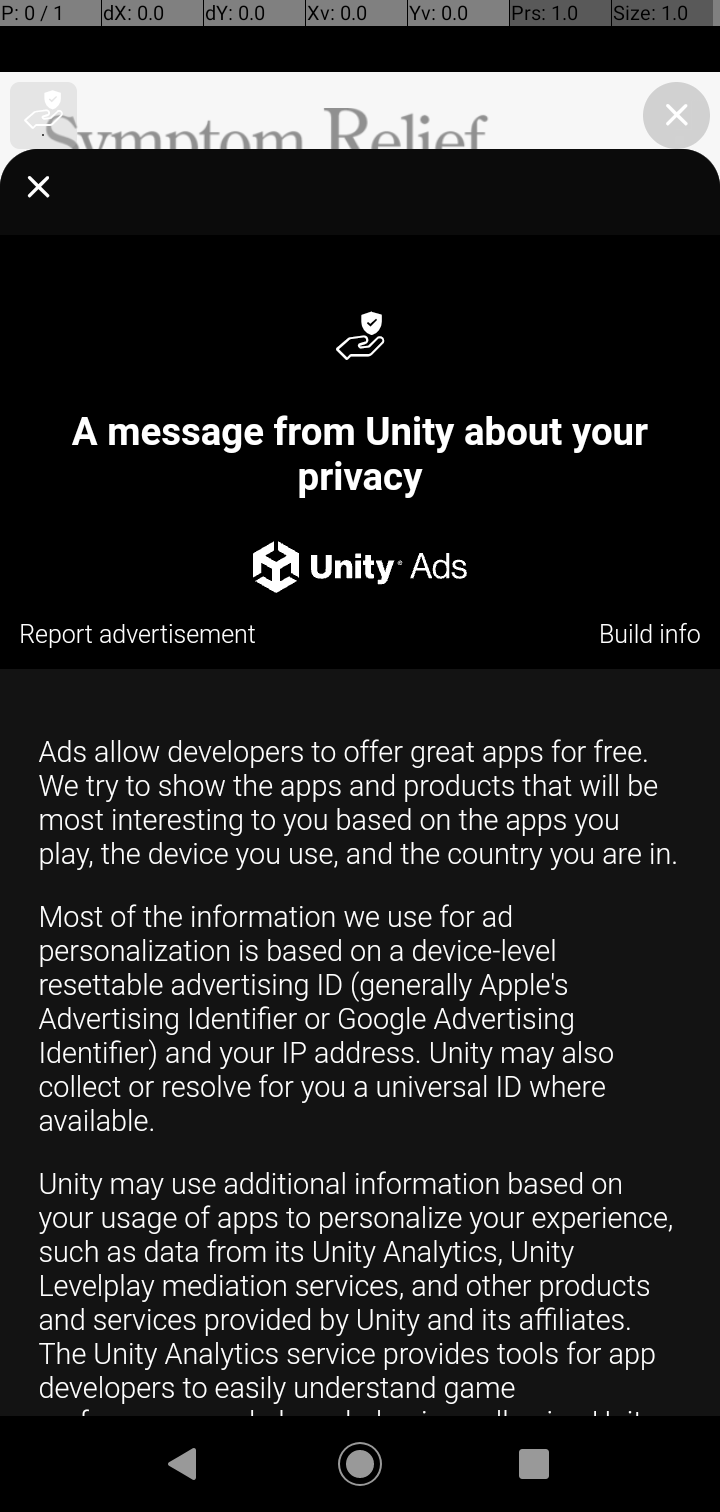 P: 0 / 1 dX: 0.0 dY: 0.0 Xv: 0.0 Yv: 0.0 Prs: 1.0 Size: 1.0
Symptom Relief
A message from Unity about your
privacy
Unity Ads
Report advertisement Build info
Ads allow developers to offer great apps for free.
We try to show the apps and products that will be
most interesting to you based on the apps you
play, the device you use, and the country you are in.
Most of the information we use for ad
personalization is based on a device-level
resettable advertising ID (generally Apple's
Advertising Identifier or Google Advertising
Identifier) and your IP address. Unity may also
collect or resolve for you a universal ID where
available.
Unity may use additional information based on
your usage of apps to personalize your experience,
such as data from its Unity Analytics, Unity
Levelplay mediation services, and other products
and services provided by Unity and its affiliates.
The Unity Analytics service provides tools for app
developers to easily understand game